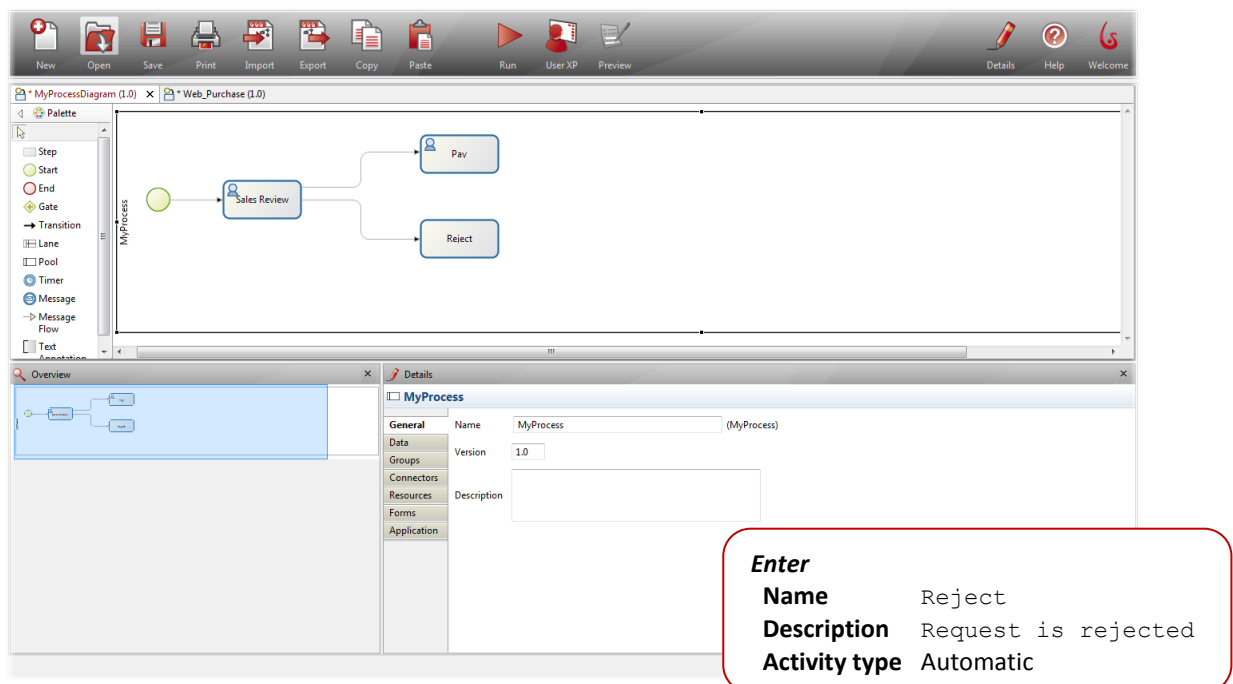 New Open Save Print Import Export Copy Paste Run User XP Preview Details Help Welcome
* MyProcessDiagram (1.0) * Web_Purchase (1.0)
Palette
Step
Start
End
Gate
Transition
Lane
Pool
Timer
Message
Message
Flow
Text
Annotation
MyProcess
Sales Review
Pay
Reject
Overview
Details
MyProcess
General
Data
Groups
Connectors
Resources
Forms
Application
Name MyProcess (MyProcess)
Version 1.0
Description
Enter
Name Reject
Description Request is rejected
Activity type Automatic